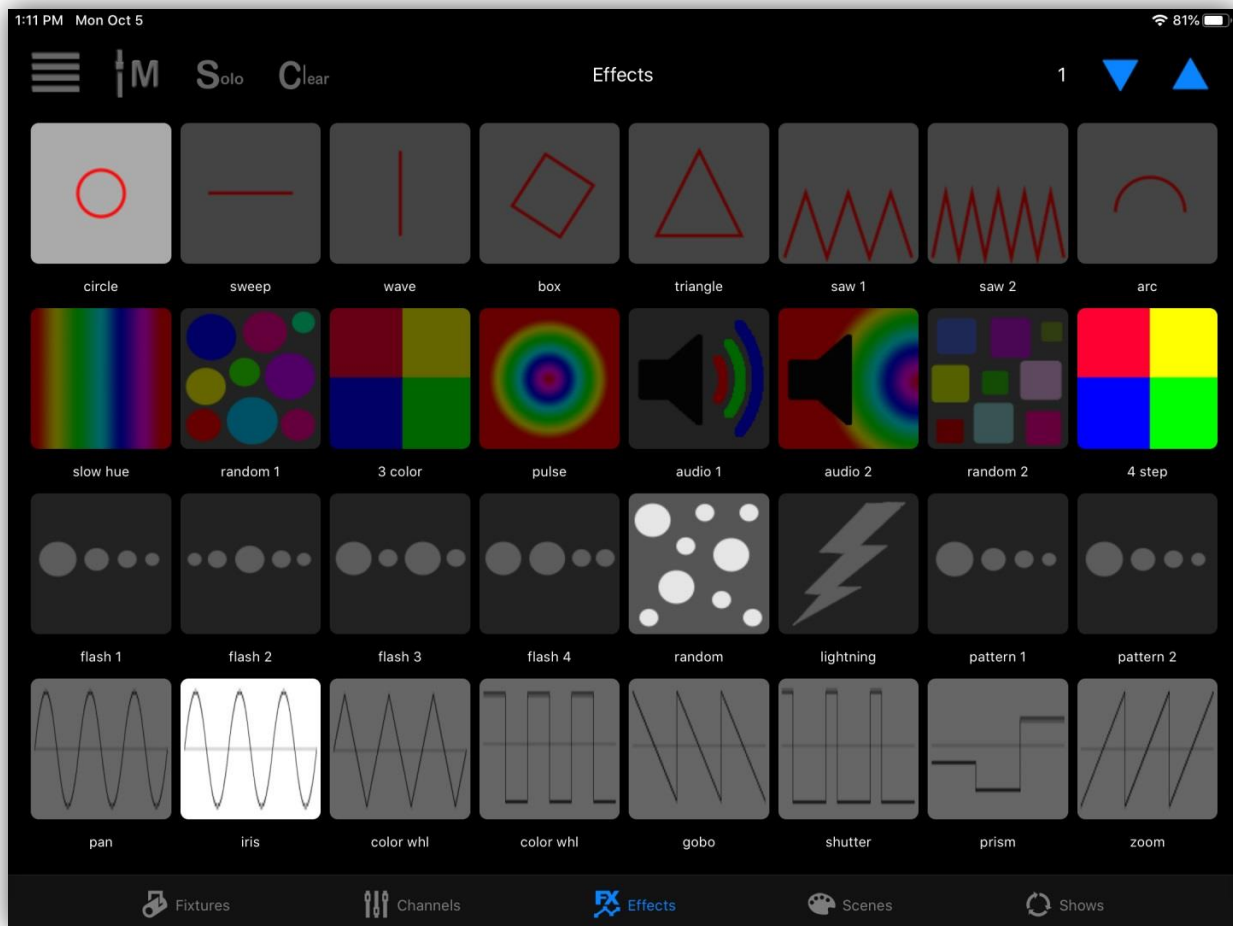 1:11 PM Mon Oct 5 81%
M Solo Clear Effects 1
circle sweep wave box triangle saw 1 saw 2 arc
slow hue random 1 3 color pulse audio 1 audio 2 random 2 4 step
flash 1 flash 2 flash 3 flash 4 random lightning pattern 1 pattern 2
pan iris color whl color whl gobo shutter prism zoom
Fixtures Channels FX Effects Scenes Shows